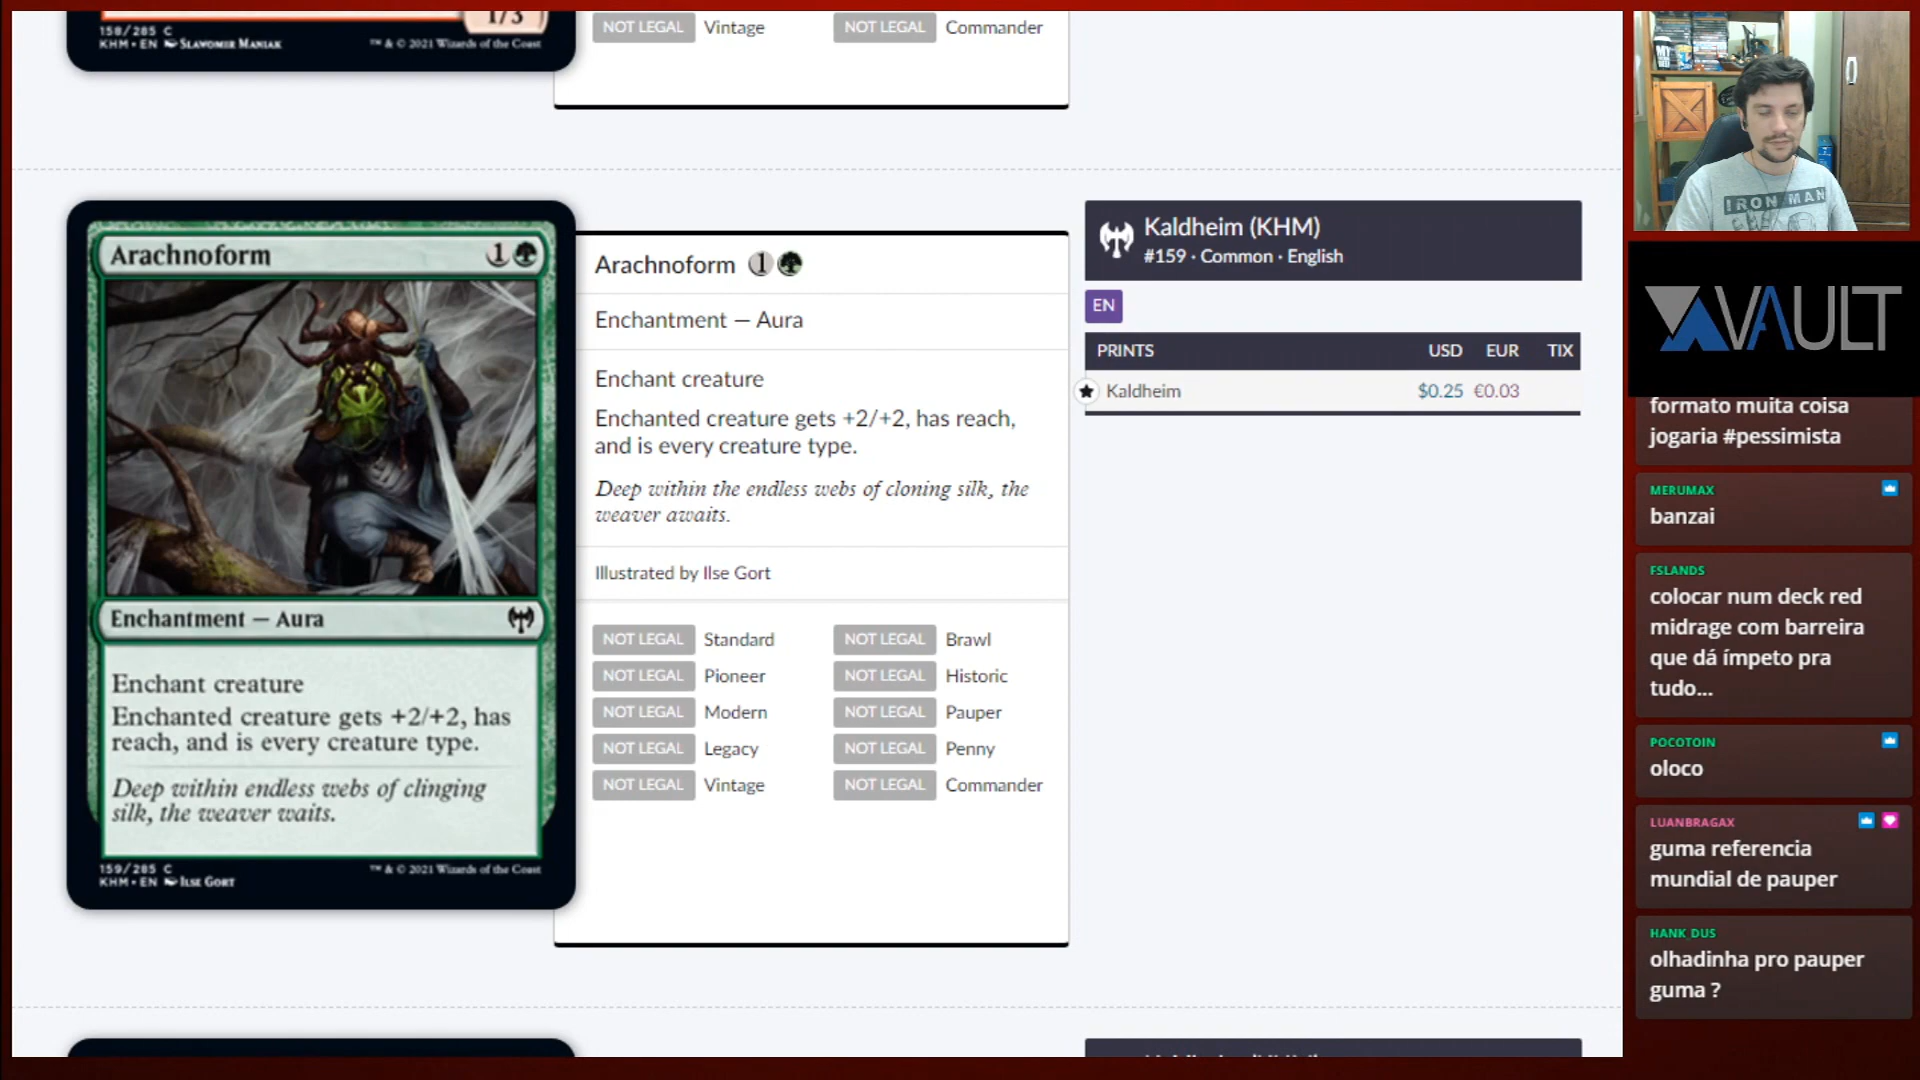 1/3
158/285 C
KHM • EN SLAWOMIR MANIAK
™ & © 2021 Wizards of the Coast
NOT LEGAL Vintage NOT LEGAL Commander
Arachnoform 1
Enchantment — Aura
Enchant creature
Enchanted creature gets +2/+2, has
reach, and is every creature type.
Deep within endless webs of clinging
silk, the weaver waits.
159/285 C
KHM • EN ILSE GORT
™ & © 2021 Wizards of the Coast
Arachnoform 1
Enchantment — Aura
Enchant creature
Enchanted creature gets +2/+2, has reach,
and is every creature type.
Deep within the endless webs of cloning silk, the
weaver awaits.
Illustrated by Ilse Gort
NOT LEGAL Standard NOT LEGAL Brawl
NOT LEGAL Pioneer NOT LEGAL Historic
NOT LEGAL Modern NOT LEGAL Pauper
NOT LEGAL Legacy NOT LEGAL Penny
NOT LEGAL Vintage NOT LEGAL Commander
Kaldheim (KHM)
#159 · Common · English
EN
PRINTS USD EUR TIX
Kaldheim $0.25 €0.03
IRON MAN
VAULT
formato muita coisa
jogaria #pessimista
MERUMAX
banzai
FSLANDS
colocar num deck red
midrage com barreira
que dá ímpeto pra
tudo...
POCOTOIN
oloco
LUANBRAGAX
guma referencia
mundial de pauper
HANK_DUS
olhadinha pro pauper
guma ?